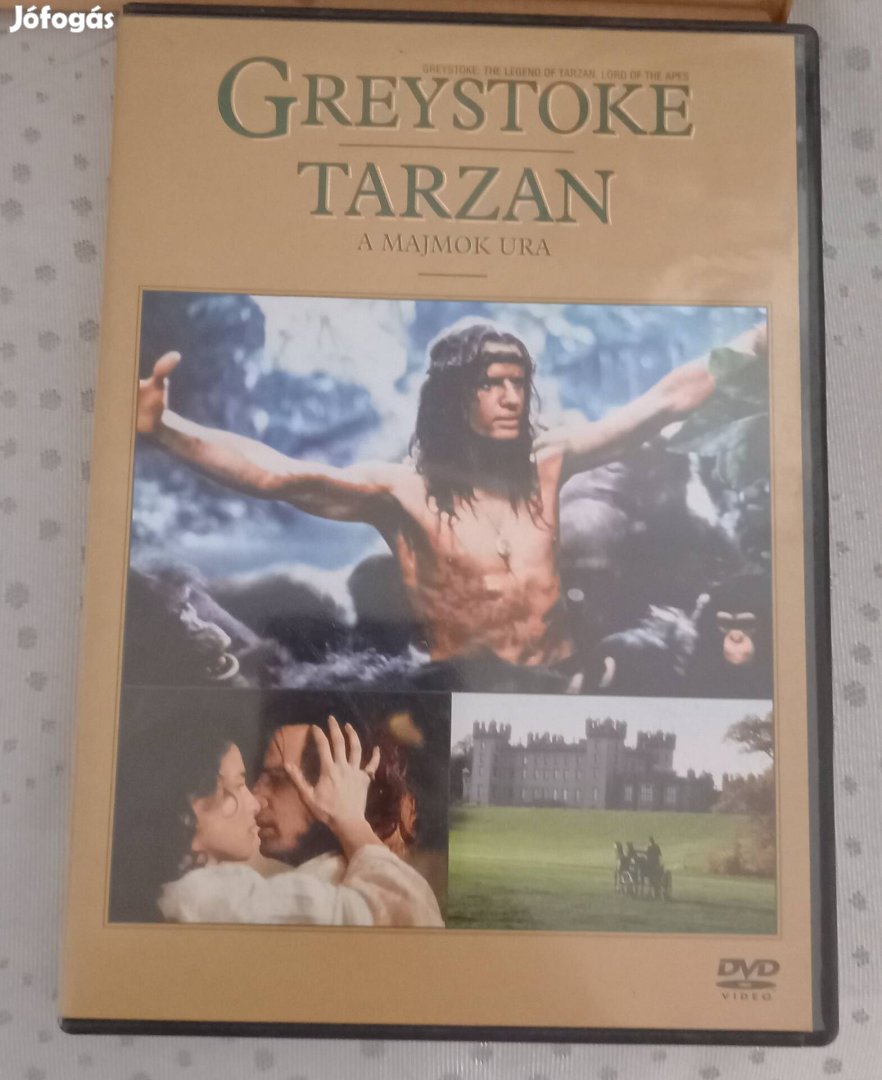 Jófogás
GREYSTOKE: THE LEGEND OF TARZAN, LORD OF THE APES
GREYSTOKE
TARZAN
A MAJMOK URA
DVD
VIDEO